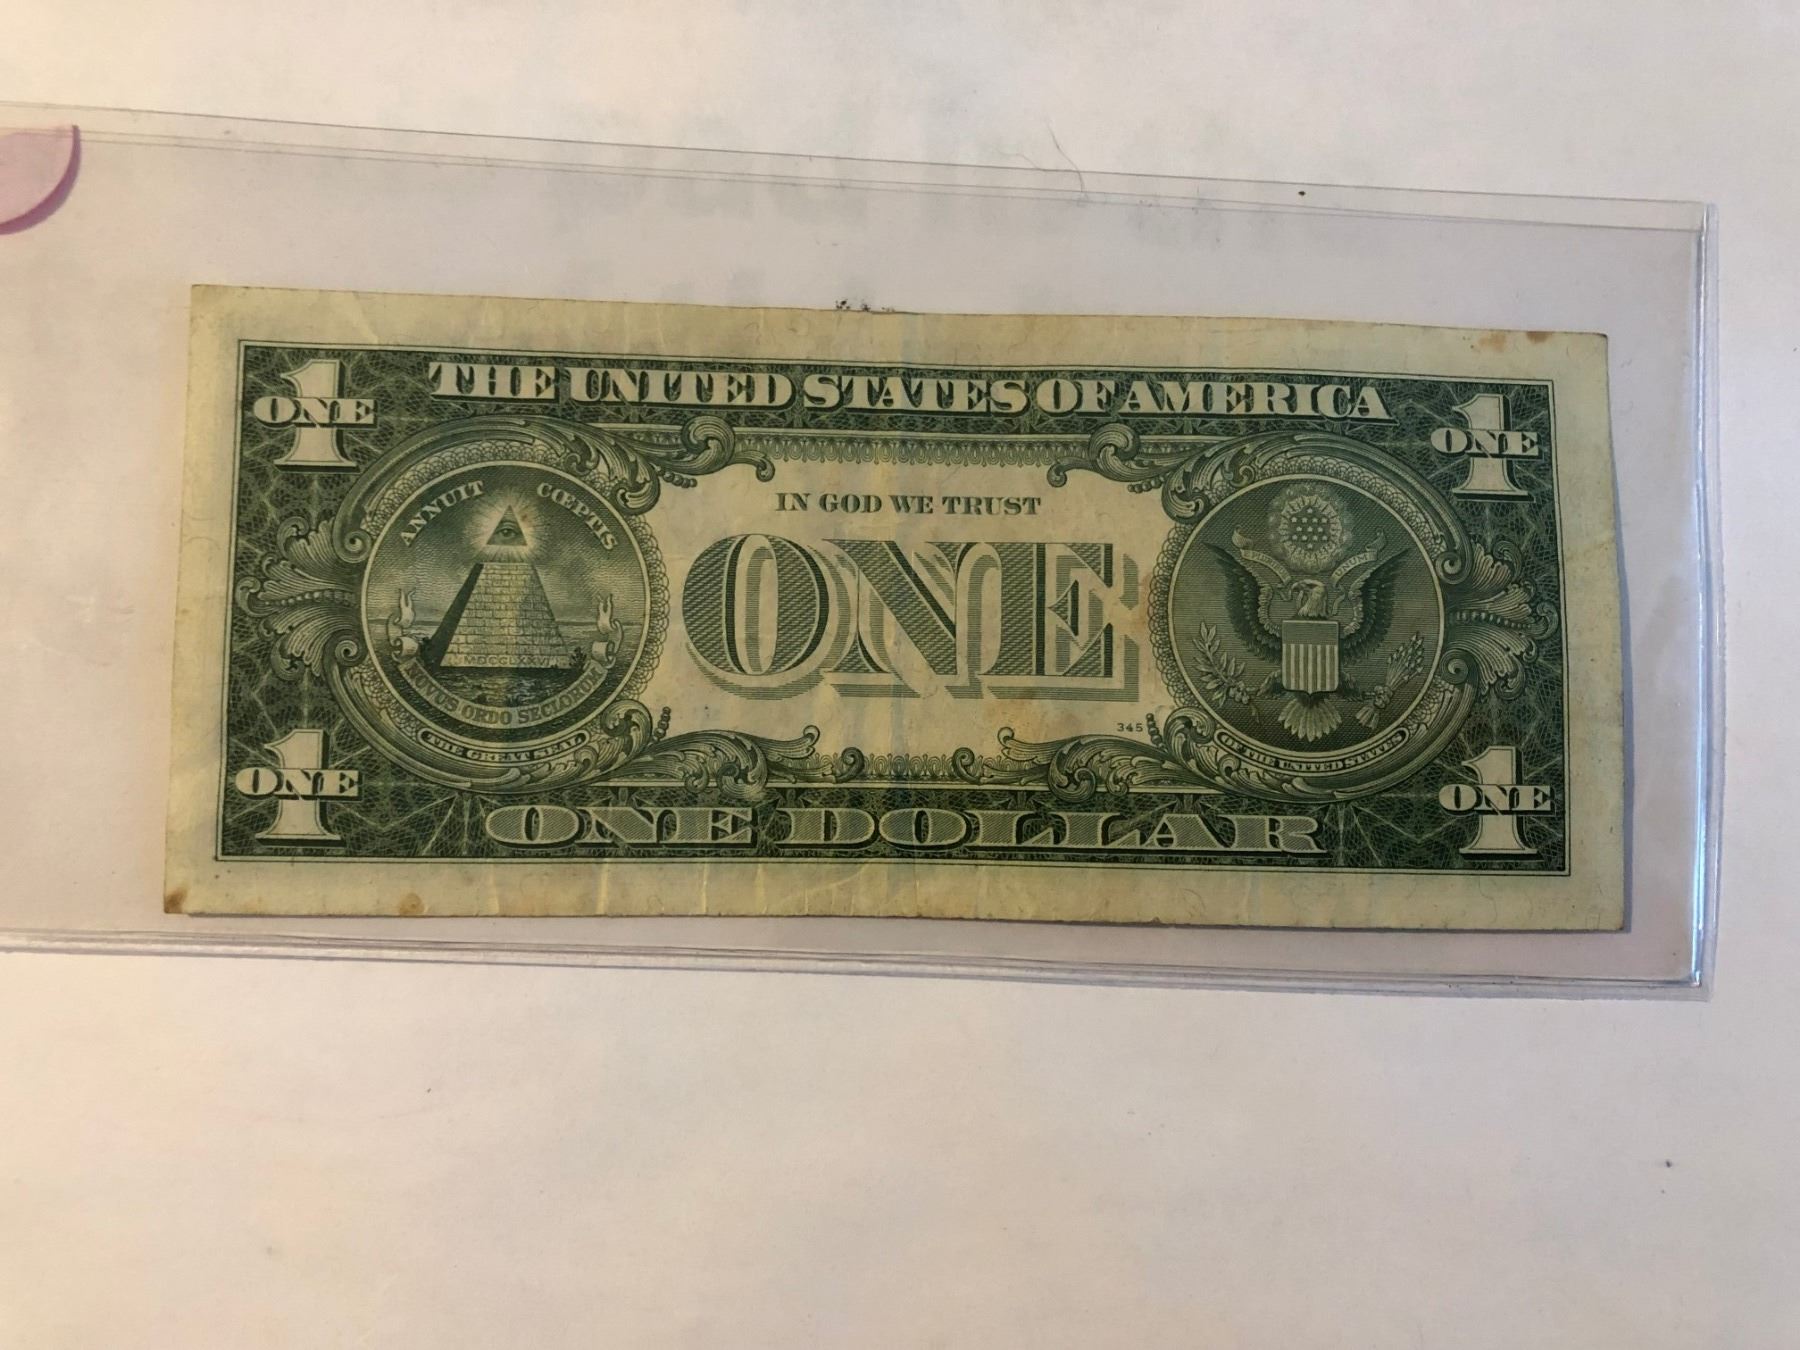 THE UNITED STATES OF AMERICA
1 ONE
1 ONE
ANNUIT CŒPTIS
IN GOD WE TRUST
ONE
MDCCLXXVI
NOVUS ORDO SECLORUM
THE GREAT SEAL
345
OF THE UNITED STATES
1 ONE
ONE DOLLAR
1 ONE